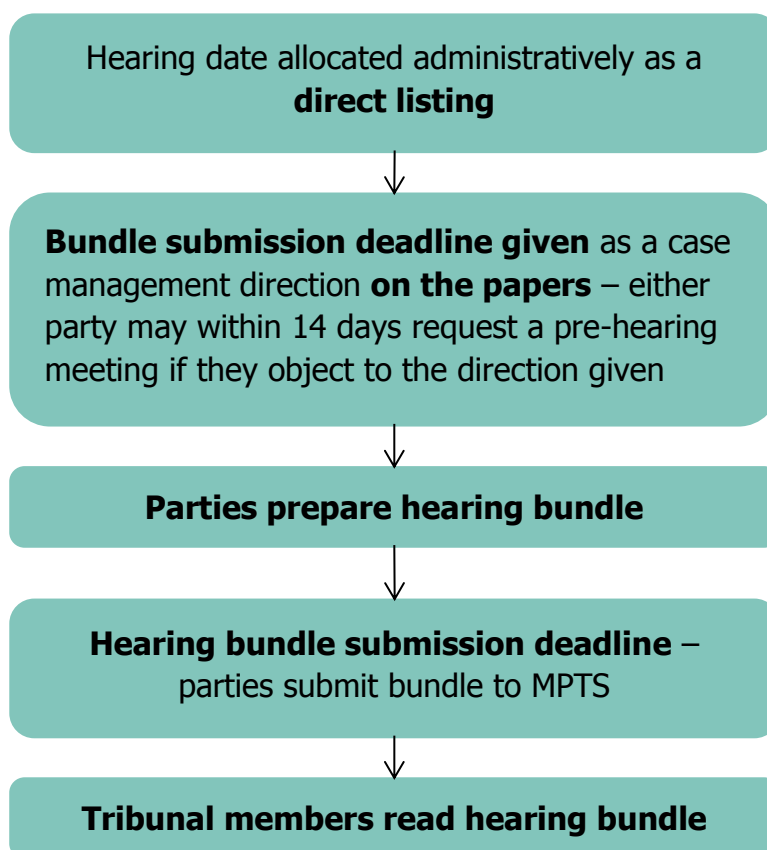 Hearing date allocated administratively as a
direct listing
Bundle submission deadline given as a case
management direction on the papers – either
party may within 14 days request a pre-hearing
meeting if they object to the direction given
Parties prepare hearing bundle
Hearing bundle submission deadline –
parties submit bundle to MPTS
Tribunal members read hearing bundle